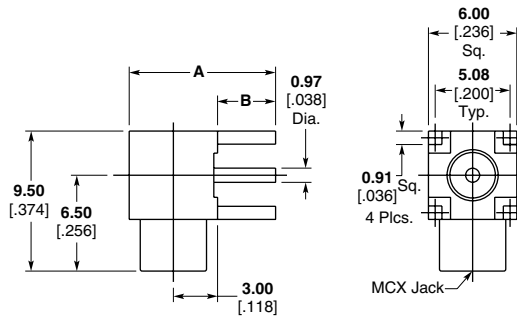 A
B
0.97
[.038]
Dia.
9.50
[.374]
6.50
[.256]
3.00
[.118]
6.00
[.236]
Sq.
5.08
[.200]
Typ.
0.91
[.036]
Sq.
4 Plcs.
MCX Jack